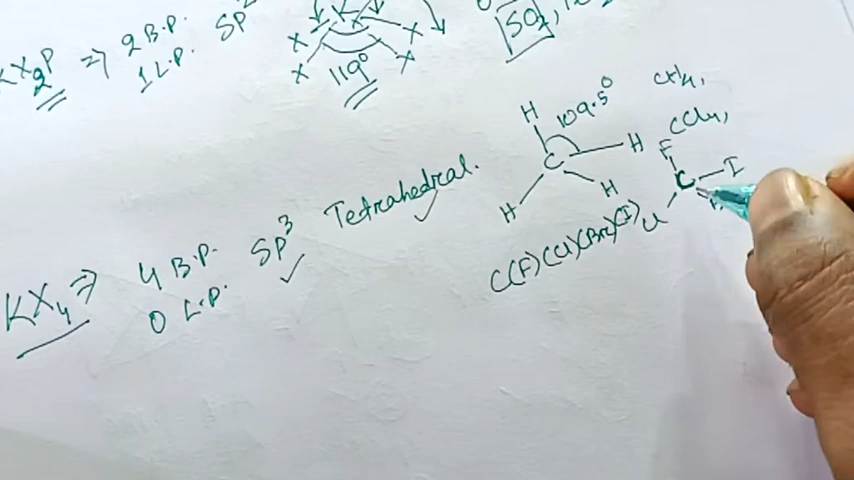 KX₂P ⇒ 2 B.P. SP²
1 L.P.
X X X X
119°
SO₂,
KX₄ ⇒ 4 B.P. SP³ Tetrahedral.
0 L.P.
H
109.5°
C H
H H
CH₄,
CCl₄,
F
C I
Cl
C(F)(Cl)(Br)(I)